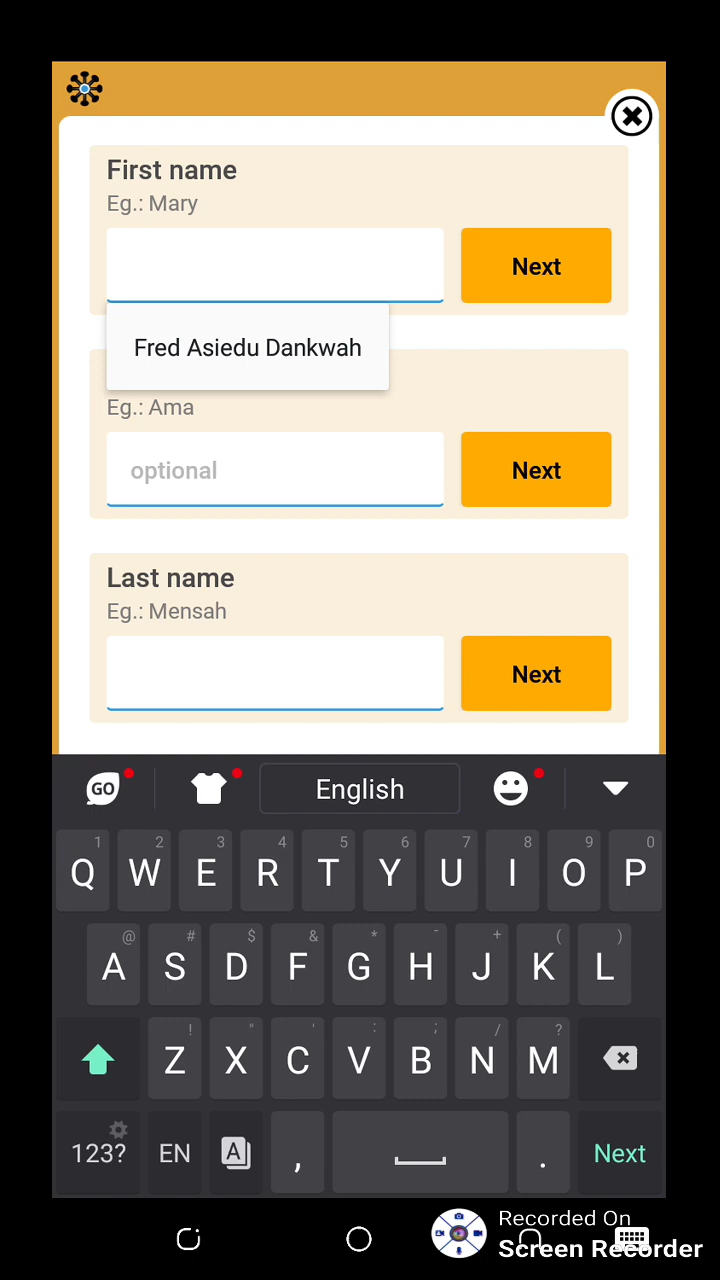 First name
Eg.: Mary
Next
Fred Asiedu Dankwah
Eg.: Ama
optional
Next
Last name
Eg.: Mensah
Next
GO
English
1 2 3 4 5 6 7 8 9 0
Q W E R T Y U I O P
@ # $ & * - + ( )
A S D F G H J K L
! " ' : ; / ?
Z X C V B N M
123? EN A , . Next
Recorded On
Screen Recorder